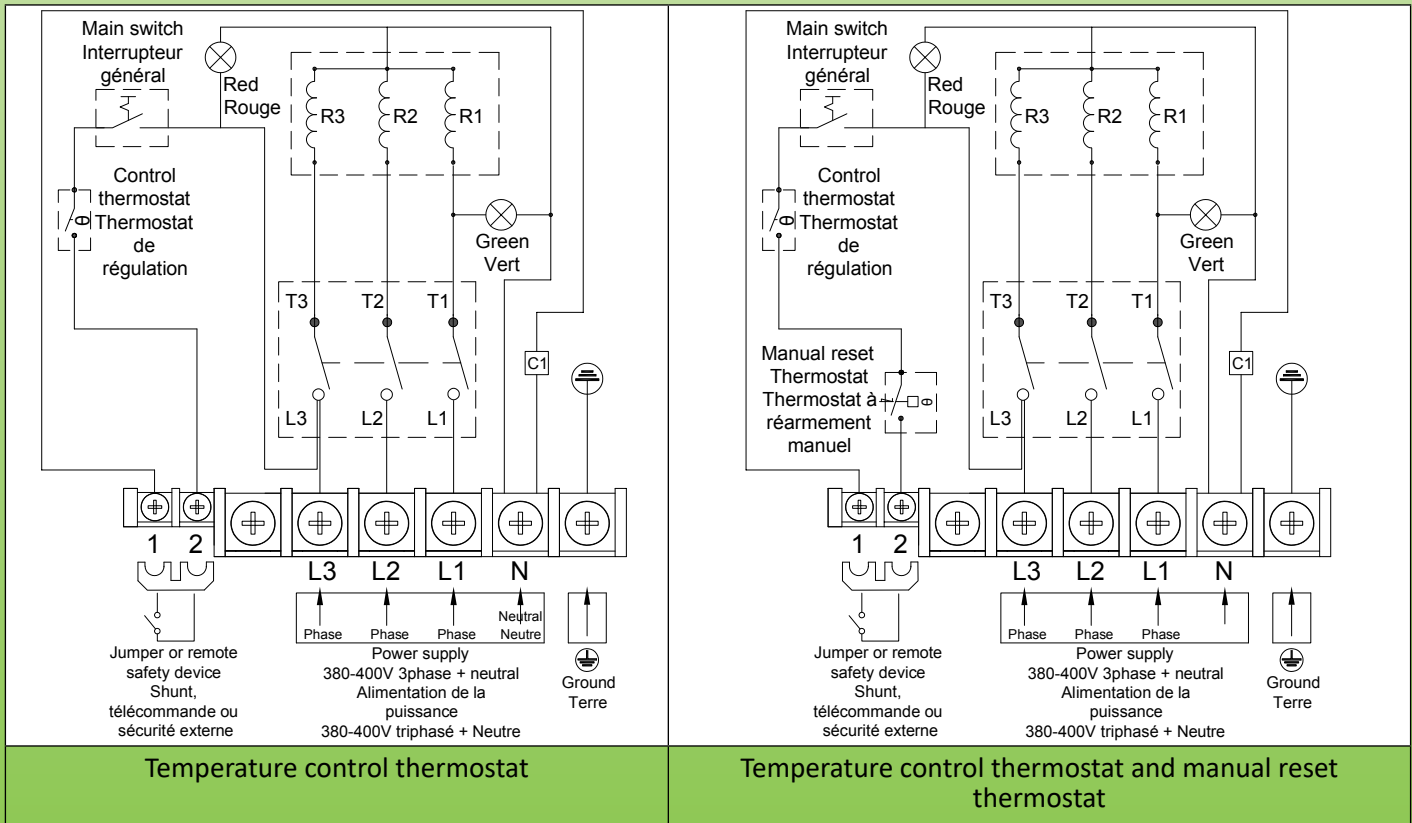 Main switch
Interrupteur
général
Red
Rouge
R3 R2 R1
Control
thermostat
Thermostat
de
régulation
θ
Green
Vert
T3 T2 T1
C1
L3 L2 L1
1 2
L3 L2 L1 N
Neutral
Phase Phase Phase Neutre
Jumper or remote
safety device
Shunt,
télécommande ou
sécurité externe
Power supply
380-400V 3phase + neutral
Alimentation de la
puissance
380-400V triphasé + Neutre
Ground
Terre
Temperature control thermostat
Main switch
Interrupteur
général
Red
Rouge
R3 R2 R1
Control
thermostat
Thermostat
de
régulation
θ
Green
Vert
T3 T2 T1
Manual reset
Thermostat
Thermostat à
réarmement
manuel
θ
C1
L3 L2 L1
1 2
L3 L2 L1 N
Phase Phase Phase
Jumper or remote
safety device
Shunt,
télécommande ou
sécurité externe
Power supply
380-400V 3phase + neutral
Alimentation de la
puissance
380-400V triphasé + Neutre
Ground
Terre
Temperature control thermostat and manual reset
thermostat